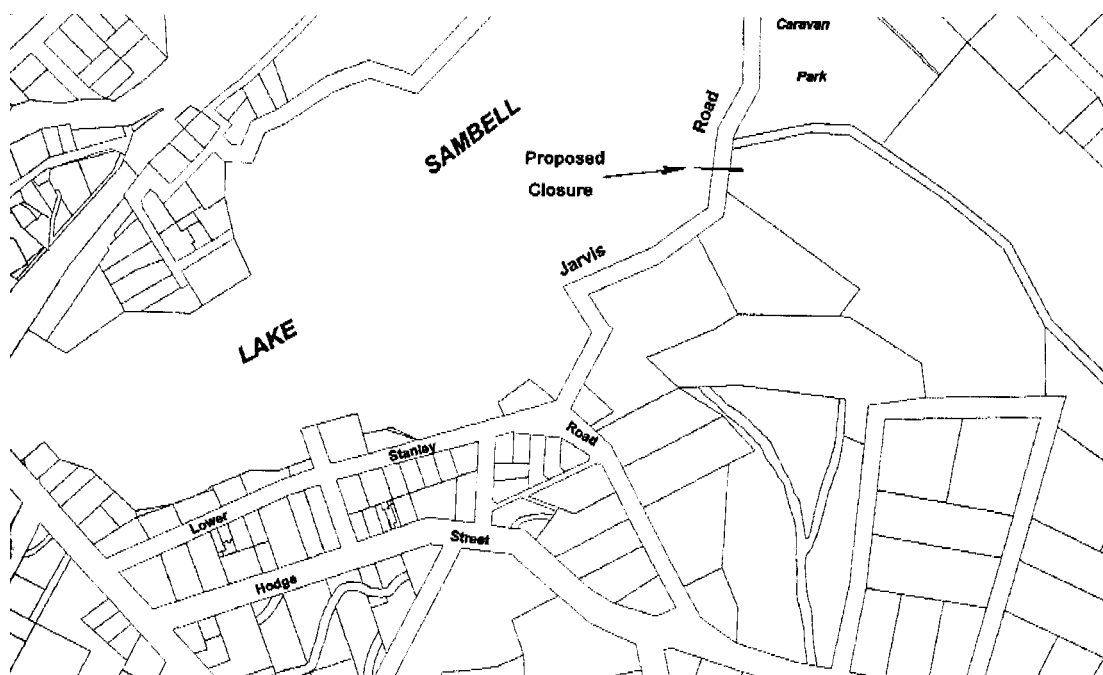 Caravan
Park
Road
SAMBELL
Proposed
Closure
Jarvis
LAKE
Road
Stanley
Lower
Street
Hodge